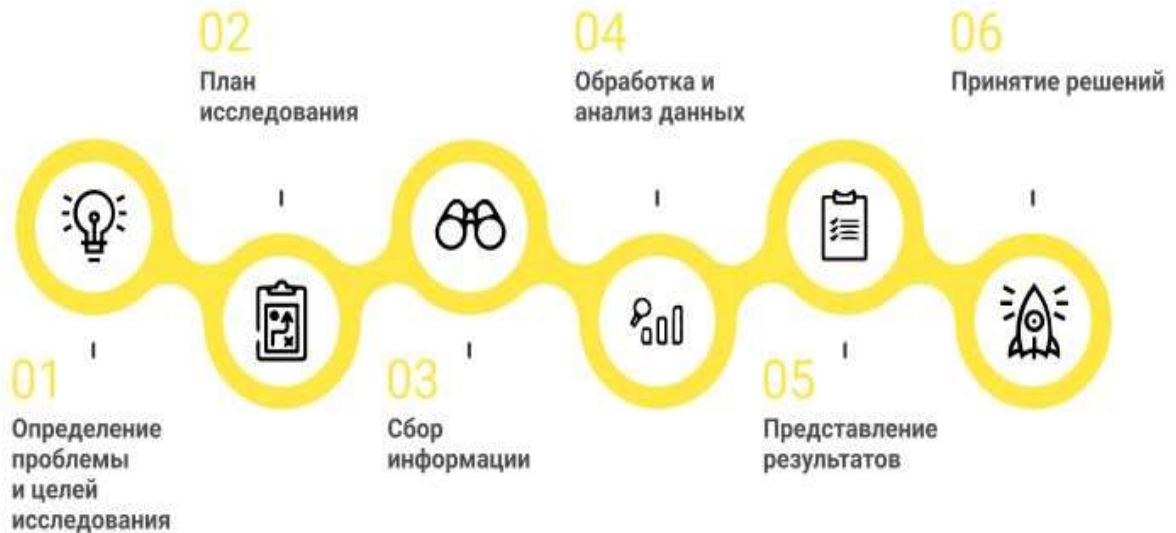 01
Определение
проблемы
и целей
исследования
02
План
исследования
03
Сбор
информации
04
Обработка и
анализ данных
05
Представление
результатов
06
Принятие решений